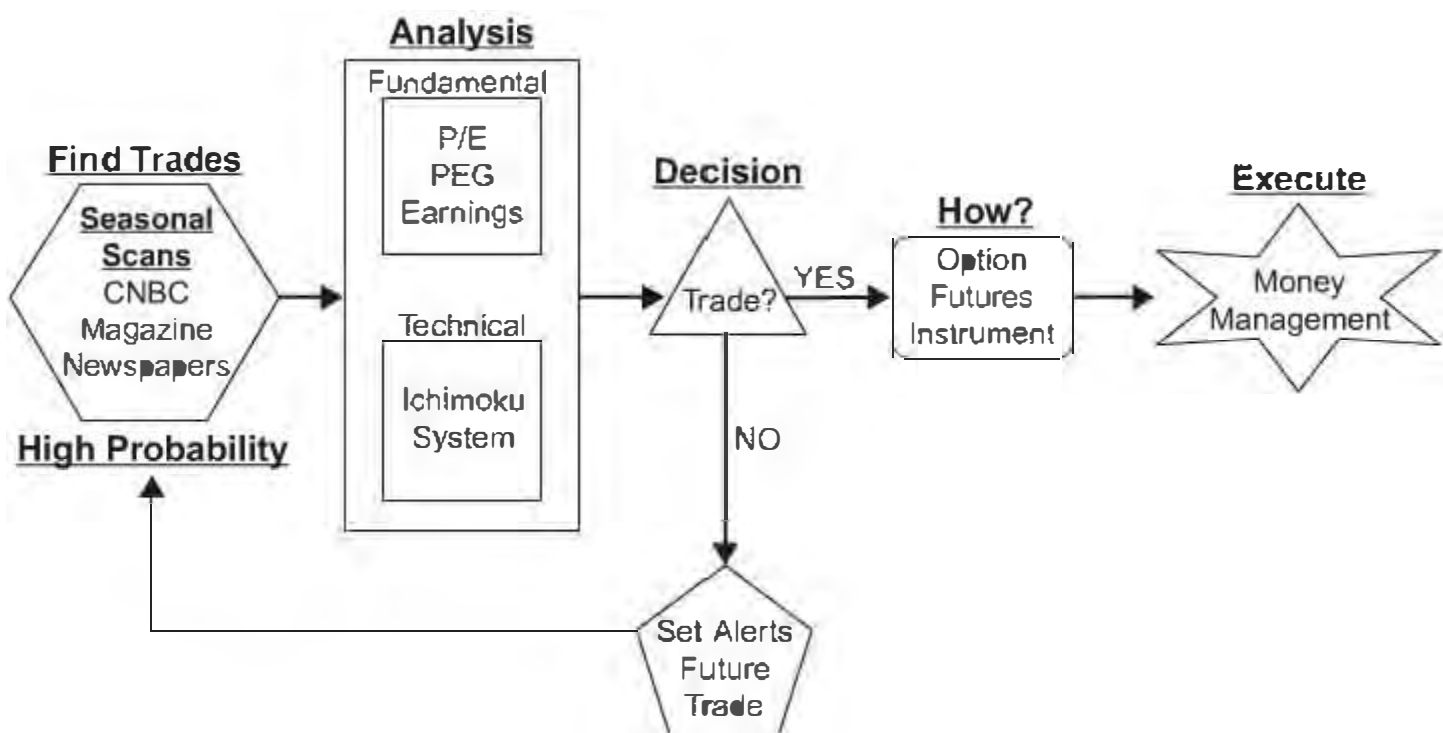 Find Trades
Seasonal
Scans
CNBC
Magazine
Newspapers
High Probability
Analysis
Fundamental
P/E
PEG
Earnings
Technical
Ichimoku
System
Decision
Trade?
YES
NO
How?
Option
Futures
Instrument
Execute
Money
Management
Set Alerts
Future
Trade